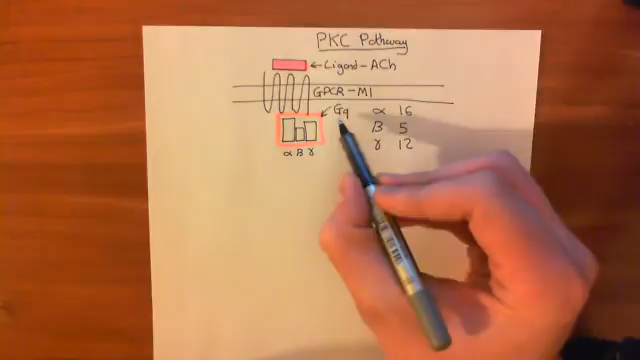 PKC Pathway
←Ligand-ACh
GPCR-M1
Gq α 16
β 5
γ 12
α β γ